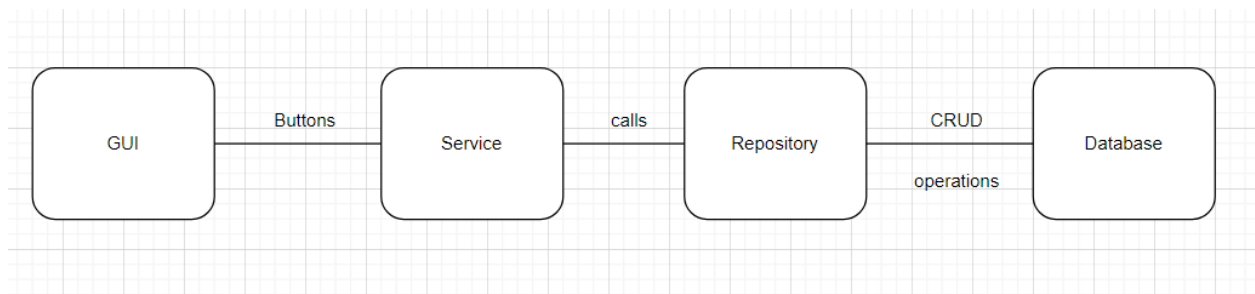 GUI
Buttons
Service
calls
Repository
CRUD
operations
Database